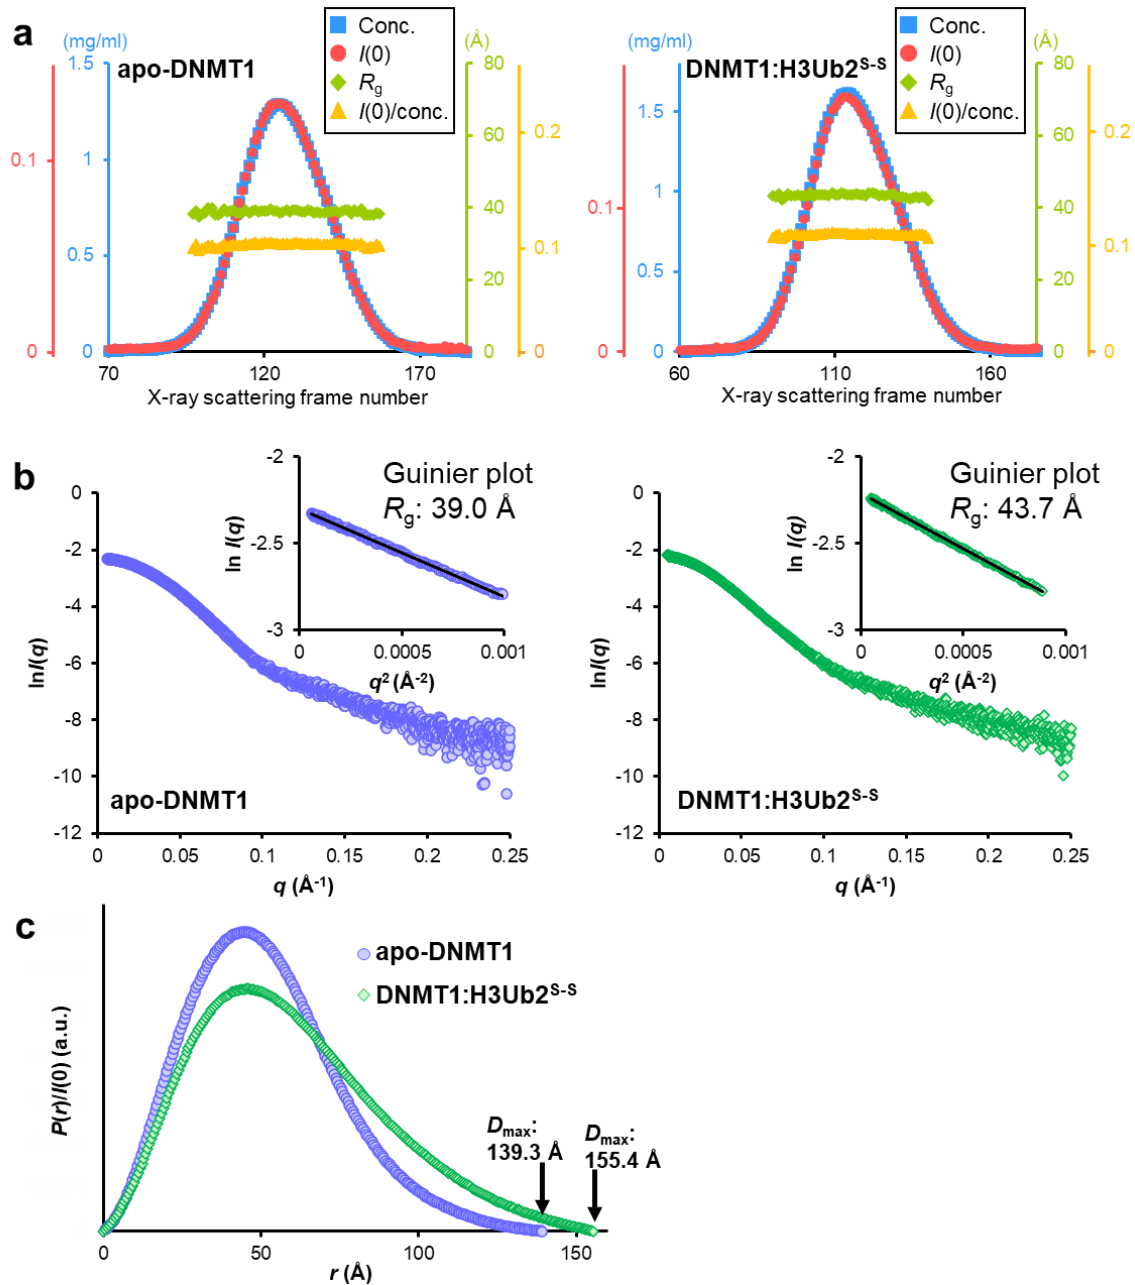 a
(mg/ml)
apo-DNMT1
Conc.
I(0)
Rg
I(0)/conc.
(Å)
1.5
1
0.5
0
0.1
0
80
60
40
20
0
0.2
0.1
0
70
120
170
X-ray scattering frame number
(mg/ml)
DNMT1:H3Ub2S-S
Conc.
I(0)
Rg
I(0)/conc.
(Å)
1.5
1
0.5
0
0.1
0
80
60
40
20
0
0.2
0.1
0
60
110
160
X-ray scattering frame number
b
Guinier plot
Rg: 39.0 Å
ln I(q)
-2
-2.5
-3
0
0.0005
0.001
q2 (Å-2)
lnI(q)
0
-2
-4
-6
-8
-10
-12
apo-DNMT1
0
0.05
0.1
0.15
0.2
0.25
q (Å-1)
Guinier plot
Rg: 43.7 Å
ln I(q)
-2
-2.5
-3
0
0.0005
0.001
q2 (Å-2)
lnI(q)
0
-2
-4
-6
-8
-10
-12
DNMT1:H3Ub2S-S
0
0.05
0.1
0.15
0.2
0.25
q (Å-1)
c
apo-DNMT1
DNMT1:H3Ub2S-S
P(r)/I(0) (a.u.)
Dmax:
139.3 Å
Dmax:
155.4 Å
0
50
100
150
r (Å)